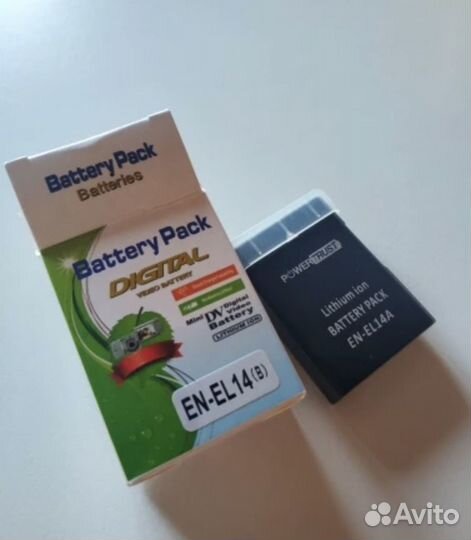 Battery Pack
Batteries
Battery Pack
DIGITAL
VIDEO BATTERY
Mini DV Digital
video
Battery
LITHIUM ION
EN-EL14(B)
POWERTRUST
Lithium ion
BATTERY PACK
EN-EL14A
Avito